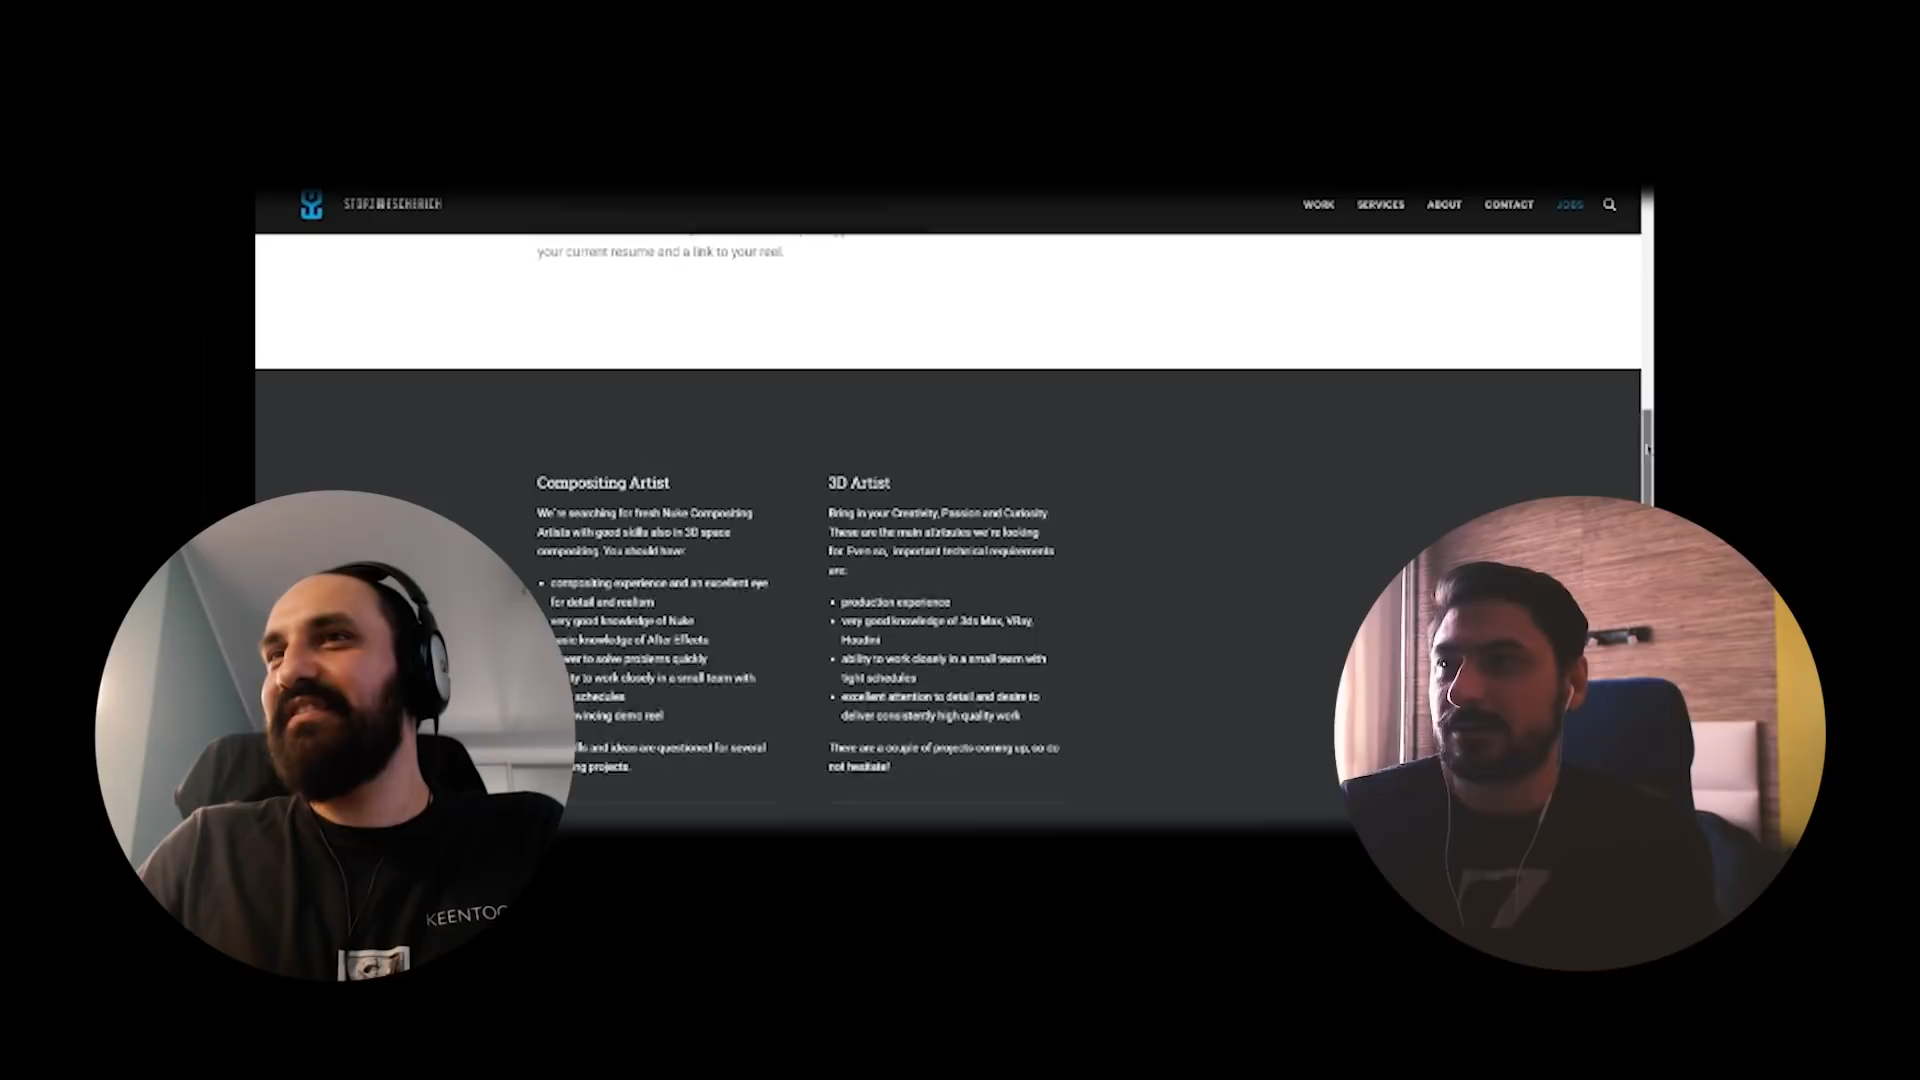 STORZ ESCHERICH
WORK SERVICES ABOUT CONTACT JOBS
your current resume and a link to your reel.
Compositing Artist
We're searching for fresh Nuke Compositing
Artists with good skills also in 3D space
compositing. You should have:
• compositing experience and an excellent eye
for detail and realism
very good knowledge of Nuke
knowledge of After Effects
to solve problems quickly
to work closely in a small team with
schedules
demo reel
and ideas are questioned for several
projects.
3D Artist
Bring in your Creativity, Passion and Curiosity
These are the main attributes we're looking
for. Even so, important technical requirements
are:
• production experience
• very good knowledge of 3ds Max, VRay,
Houdini
• ability to work closely in a small team with
tight schedules
• excellent attention to detail and desire to
deliver consistently high quality work
There are a couple of projects coming up, so do
not hesitate!
KEENTOO
7